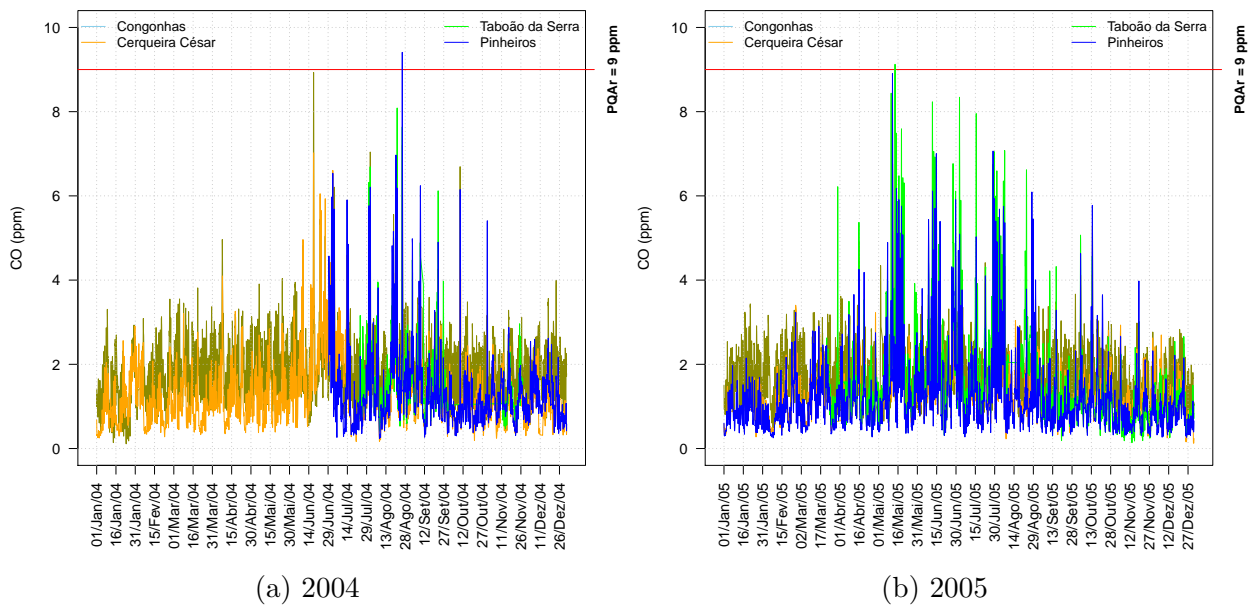 Congonhas
Cerqueira César
Taboão da Serra
Pinheiros
PQAr = 9 ppm
CO (ppm)
10
8
6
4
2
0
01/Jan/04
16/Jan/04
31/Jan/04
15/Fev/04
01/Mar/04
16/Mar/04
31/Mar/04
15/Abr/04
30/Abr/04
15/Mai/04
30/Mai/04
14/Jun/04
29/Jun/04
14/Jul/04
29/Jul/04
13/Ago/04
28/Ago/04
12/Set/04
27/Set/04
12/Out/04
27/Out/04
11/Nov/04
26/Nov/04
11/Dez/04
26/Dez/04
(a) 2004
Congonhas
Cerqueira César
Taboão da Serra
Pinheiros
PQAr = 9 ppm
CO (ppm)
10
8
6
4
2
0
01/Jan/05
16/Jan/05
31/Jan/05
15/Fev/05
02/Mar/05
17/Mar/05
01/Abr/05
16/Abr/05
01/Mai/05
16/Mai/05
31/Mai/05
15/Jun/05
30/Jun/05
15/Jul/05
30/Jul/05
14/Ago/05
29/Ago/05
13/Set/05
28/Set/05
13/Out/05
28/Out/05
12/Nov/05
27/Nov/05
12/Dez/05
27/Dez/05
(b) 2005